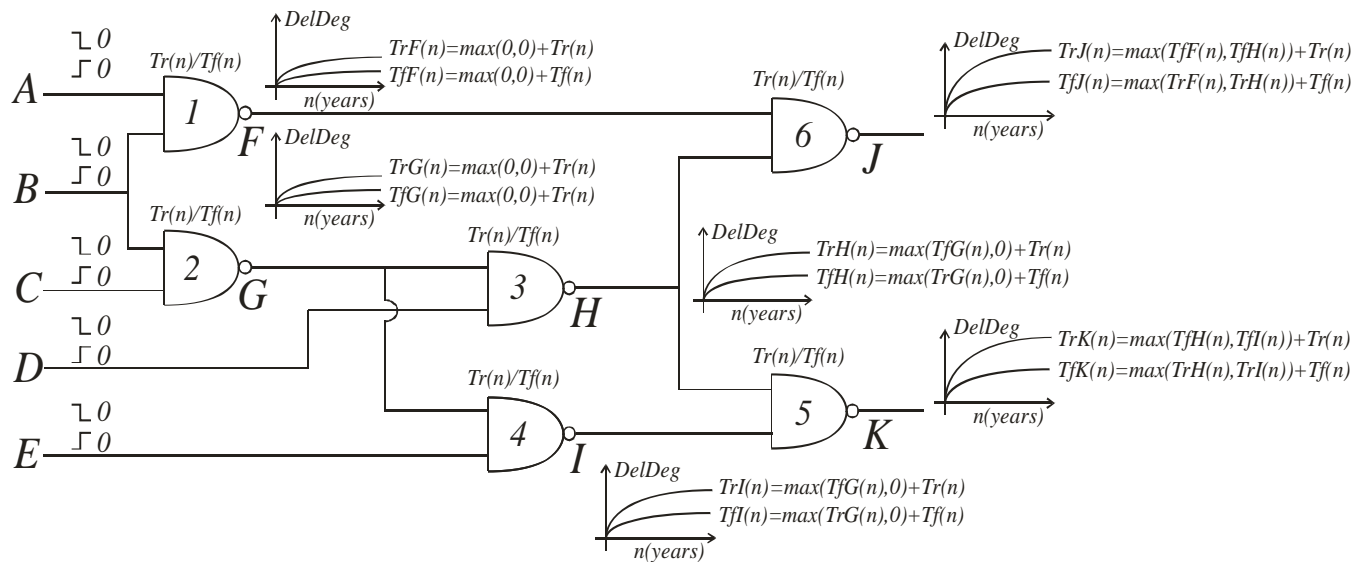 DelDeg
TrF(n)=max(0,0)+Tr(n)
TfF(n)=max(0,0)+Tf(n)
n(years)
0
0
A
Tr(n)/Tf(n)
1
F
DelDeg
TrG(n)=max(0,0)+Tr(n)
TfG(n)=max(0,0)+Tr(n)
n(years)
0
0
B
Tr(n)/Tf(n)
2
G
0
0
C
0
0
D
0
0
E
Tr(n)/Tf(n)
3
H
DelDeg
TrH(n)=max(TfG(n),0)+Tr(n)
TfH(n)=max(TrG(n),0)+Tf(n)
n(years)
Tr(n)/Tf(n)
4
I
DelDeg
TrI(n)=max(TfG(n),0)+Tr(n)
TfI(n)=max(TrG(n),0)+Tf(n)
n(years)
Tr(n)/Tf(n)
6
J
DelDeg
TrJ(n)=max(TfF(n),TfH(n))+Tr(n)
TfJ(n)=max(TrF(n),TrH(n))+Tf(n)
n(years)
Tr(n)/Tf(n)
5
K
DelDeg
TrK(n)=max(TfH(n),TfI(n))+Tr(n)
TfK(n)=max(TrH(n),TrI(n))+Tf(n)
n(years)